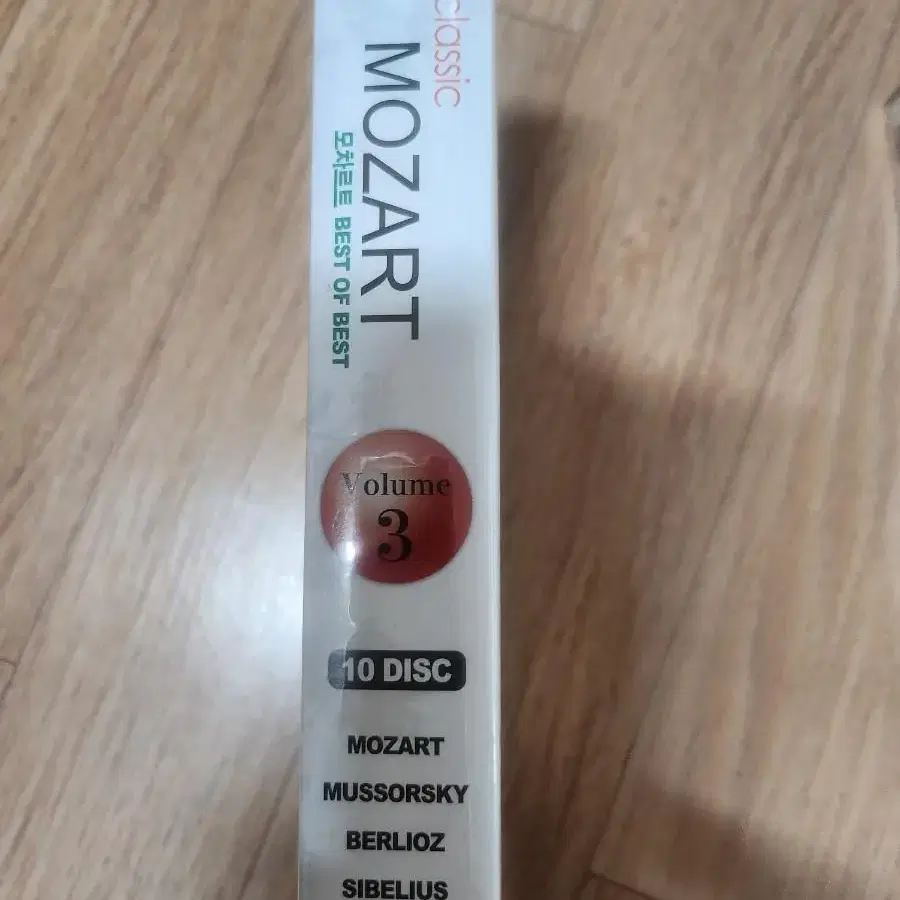 classic
MOZART
모차르트 BEST OF BEST
Volume
3
10 DISC
MOZART
MUSSORSKY
BERLIOZ
SIBELIUS